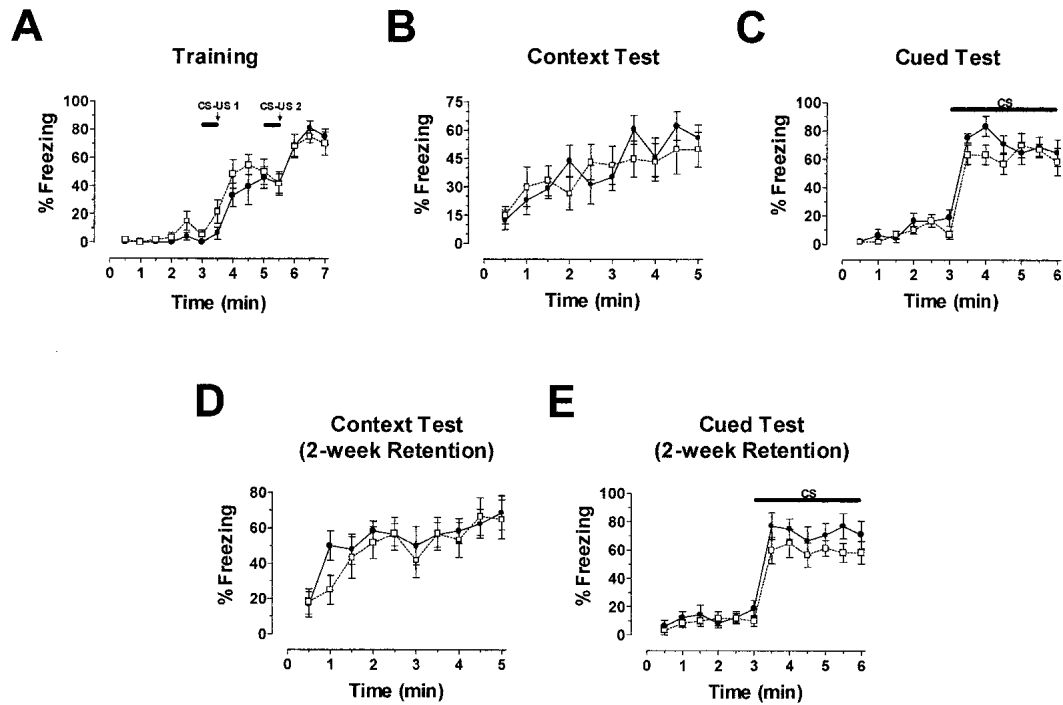 A
Training
CS-US 1
CS-US 2
% Freezing
100
80
60
40
20
0
0 1 2 3 4 5 6 7
Time (min)
B
Context Test
% Freezing
75
60
45
30
15
0
0 1 2 3 4 5
Time (min)
C
Cued Test
CS
% Freezing
100
80
60
40
20
0
0 1 2 3 4 5 6
Time (min)
D
Context Test
(2-week Retention)
% Freezing
80
60
40
20
0
0 1 2 3 4 5
Time (min)
E
Cued Test
(2-week Retention)
CS
% Freezing
100
80
60
40
20
0
0 1 2 3 4 5 6
Time (min)